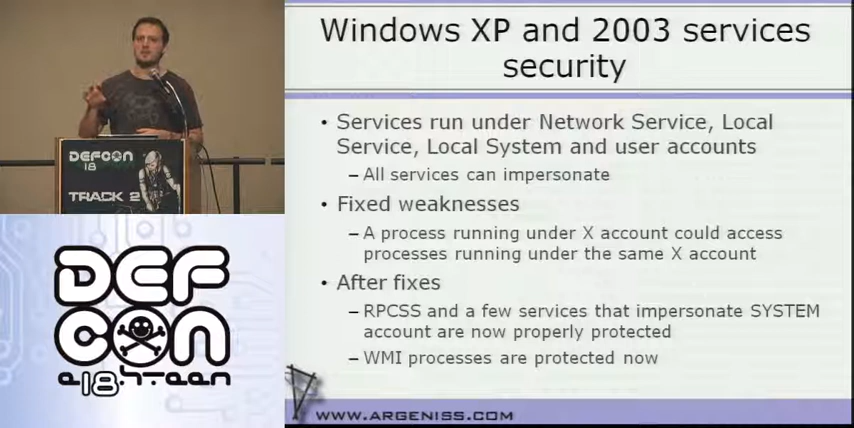 Windows XP and 2003 services
security
• Services run under Network Service, Local
Service, Local System and user accounts
– All services can impersonate
• Fixed weaknesses
– A process running under X account could access
processes running under the same X account
• After fixes
– RPCSS and a few services that impersonate SYSTEM
account are now properly protected
– WMI processes are protected now
WWW.ARGENISS.COM
DEFCON
18
TRACK 2
DEF
CON
e18hteen